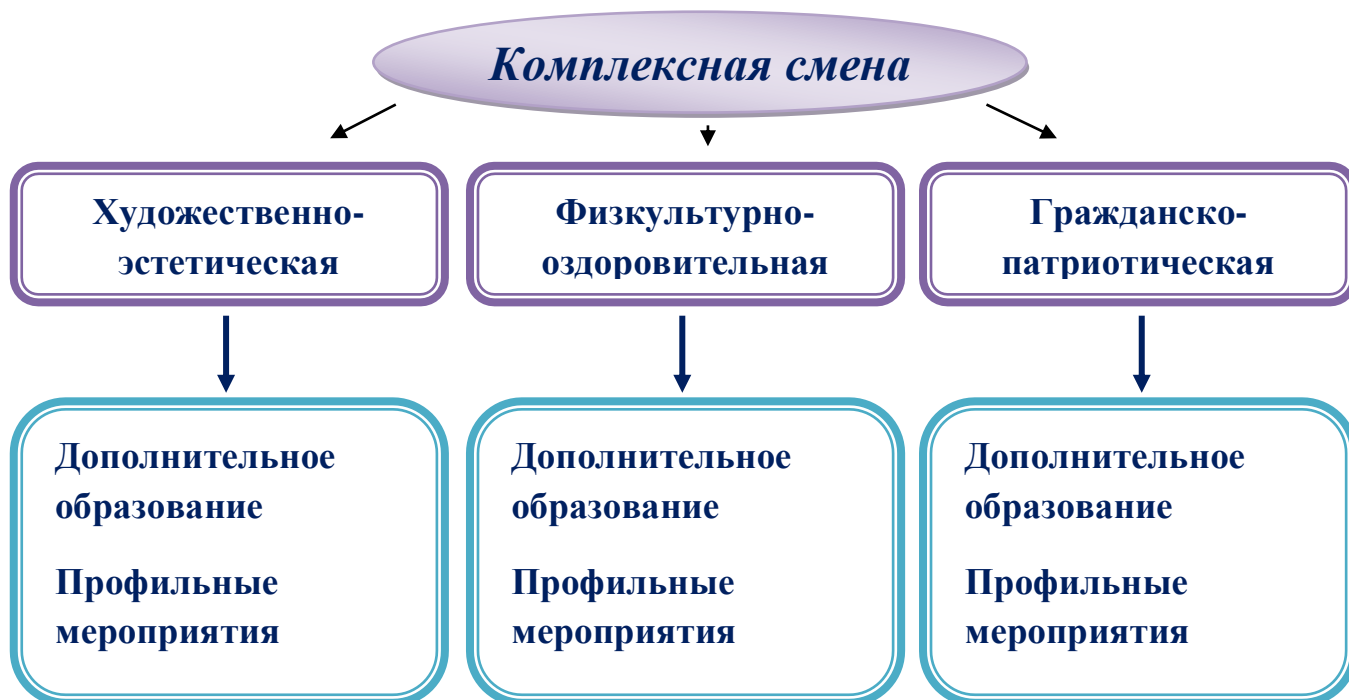 Комплексная смена
Художественно-
эстетическая
Физкультурно-
оздоровительная
Гражданско-
патриотическая
Дополнительное
образование
Профильные
мероприятия
Дополнительное
образование
Профильные
мероприятия
Дополнительное
образование
Профильные
мероприятия